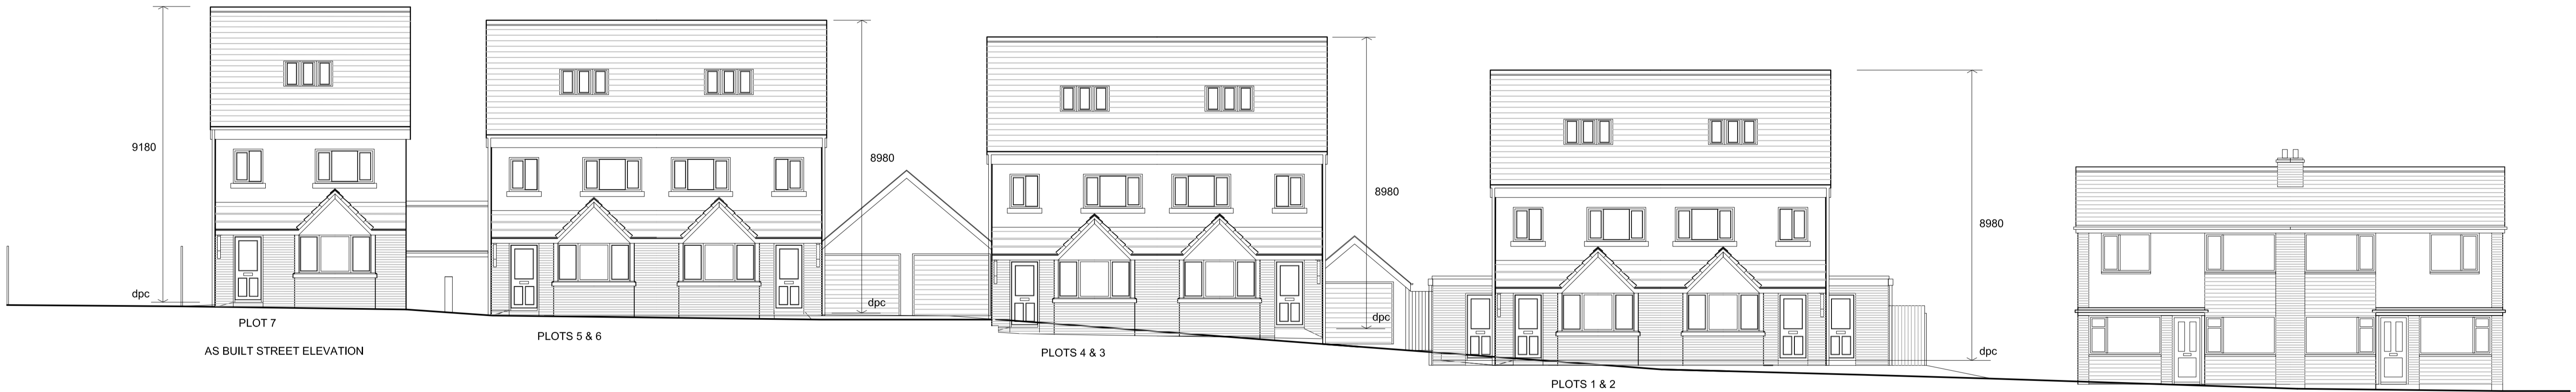 9180
dpc
PLOT 7
AS BUILT STREET ELEVATION
8980
dpc
PLOTS 5 & 6
8980
dpc
PLOTS 4 & 3
8980
dpc
PLOTS 1 & 2